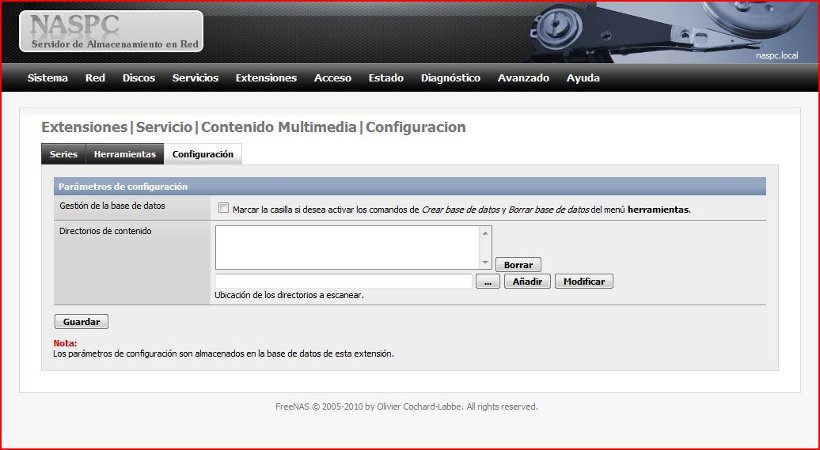 NASPC
Servidor de Almacenamiento en Red
naspc.local
Sistema Red Discos Servicios Extensiones Acceso Estado Diagnóstico Avanzado Ayuda
Extensiones|Servicio|Contenido Multimedia|Configuracion
Series Herramientas Configuración
Parámetros de configuración
Gestión de la base de datos
Marcar la casilla si desea activar los comandos de Crear base de datos y Borrar base de datos del menú herramientas.
Directorios de contenido
Borrar
... Añadir Modificar
Ubicación de los directorios a escanear.
Guardar
Nota:
Los parámetros de configuración son almacenados en la base de datos de esta extensión.
FreeNAS © 2005-2010 by Olivier Cochard-Labbe. All rights reserved.